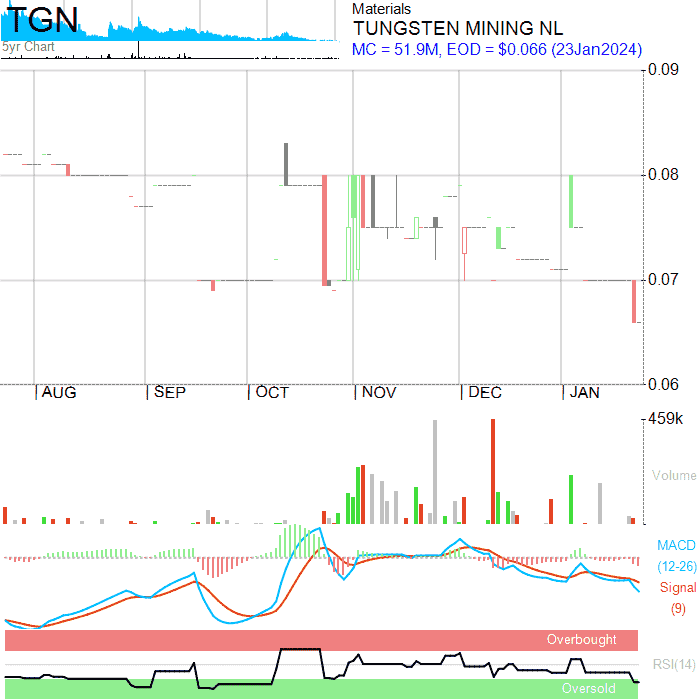 TGN
5yr Chart
Materials
TUNGSTEN MINING NL
MC = 51.9M, EOD = $0.066 (23Jan2024)
0.09
0.08
0.07
0.06
AUG SEP OCT NOV DEC JAN
459k
Volume
MACD
(12-26)
Signal
(9)
Overbought
RSI(14)
Oversold